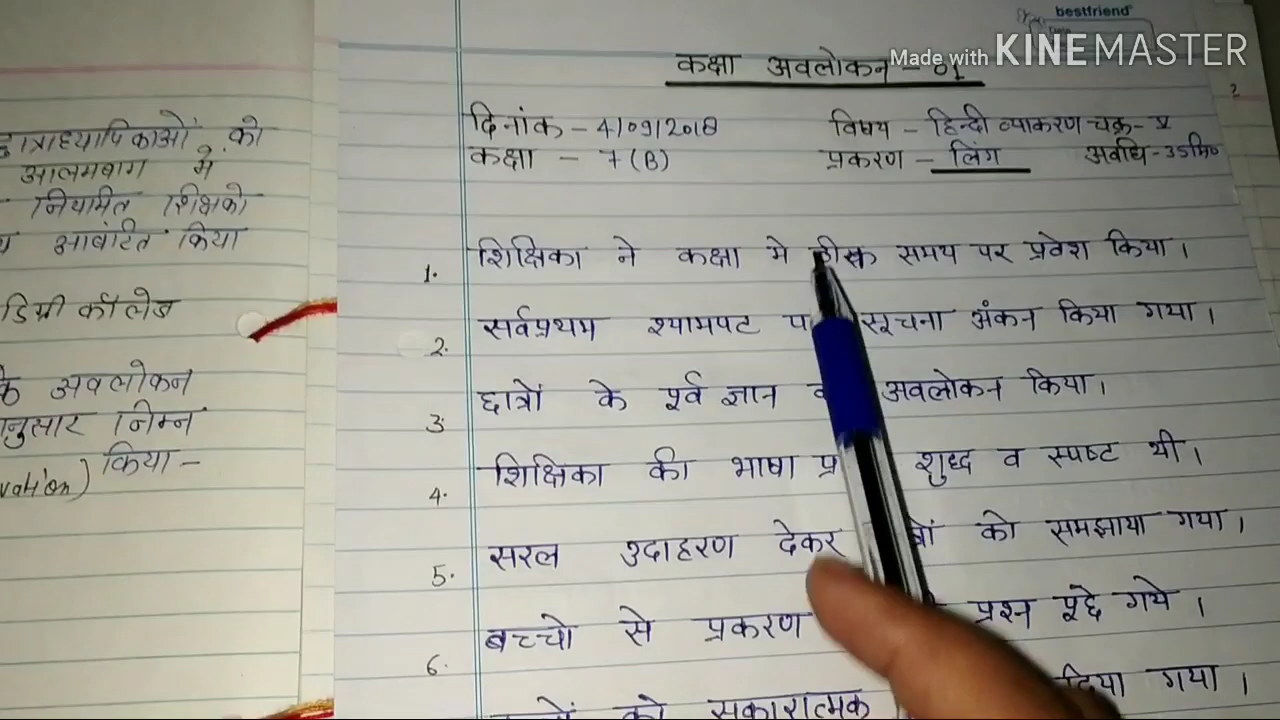 bestfriend
Made with KINEMASTER
कक्षा अवलोकन - 01
दिनांक - 4/09/2018 विषय - हिन्दी व्याकरण चक्र - V
कक्षा - 7 (B) प्रकरण - लिंग अवधि - 35 मि०
1. शिक्षिका ने कक्षा मे ठीक समय पर प्रवेश किया।
2. सर्वप्रथम श्यामपट सूचना अंकन किया गया।
3 छात्रों के पूर्व ज्ञान अवलोकन किया।
4. शिक्षिका की भाषा शुद्ध व स्पष्ट थी।
5. सरल उदाहरण देकर को समझाया गया।
6. बच्चो से प्रकरण प्रश्न पूछे गये।
को सकारात्मक दिया गया।
छात्राध्यापिकाओं को
आलमबाग में
नियमित शिक्षको
आवंटित किया
डिग्री कॉलेज
के अवलोकन
निम्न
किया -